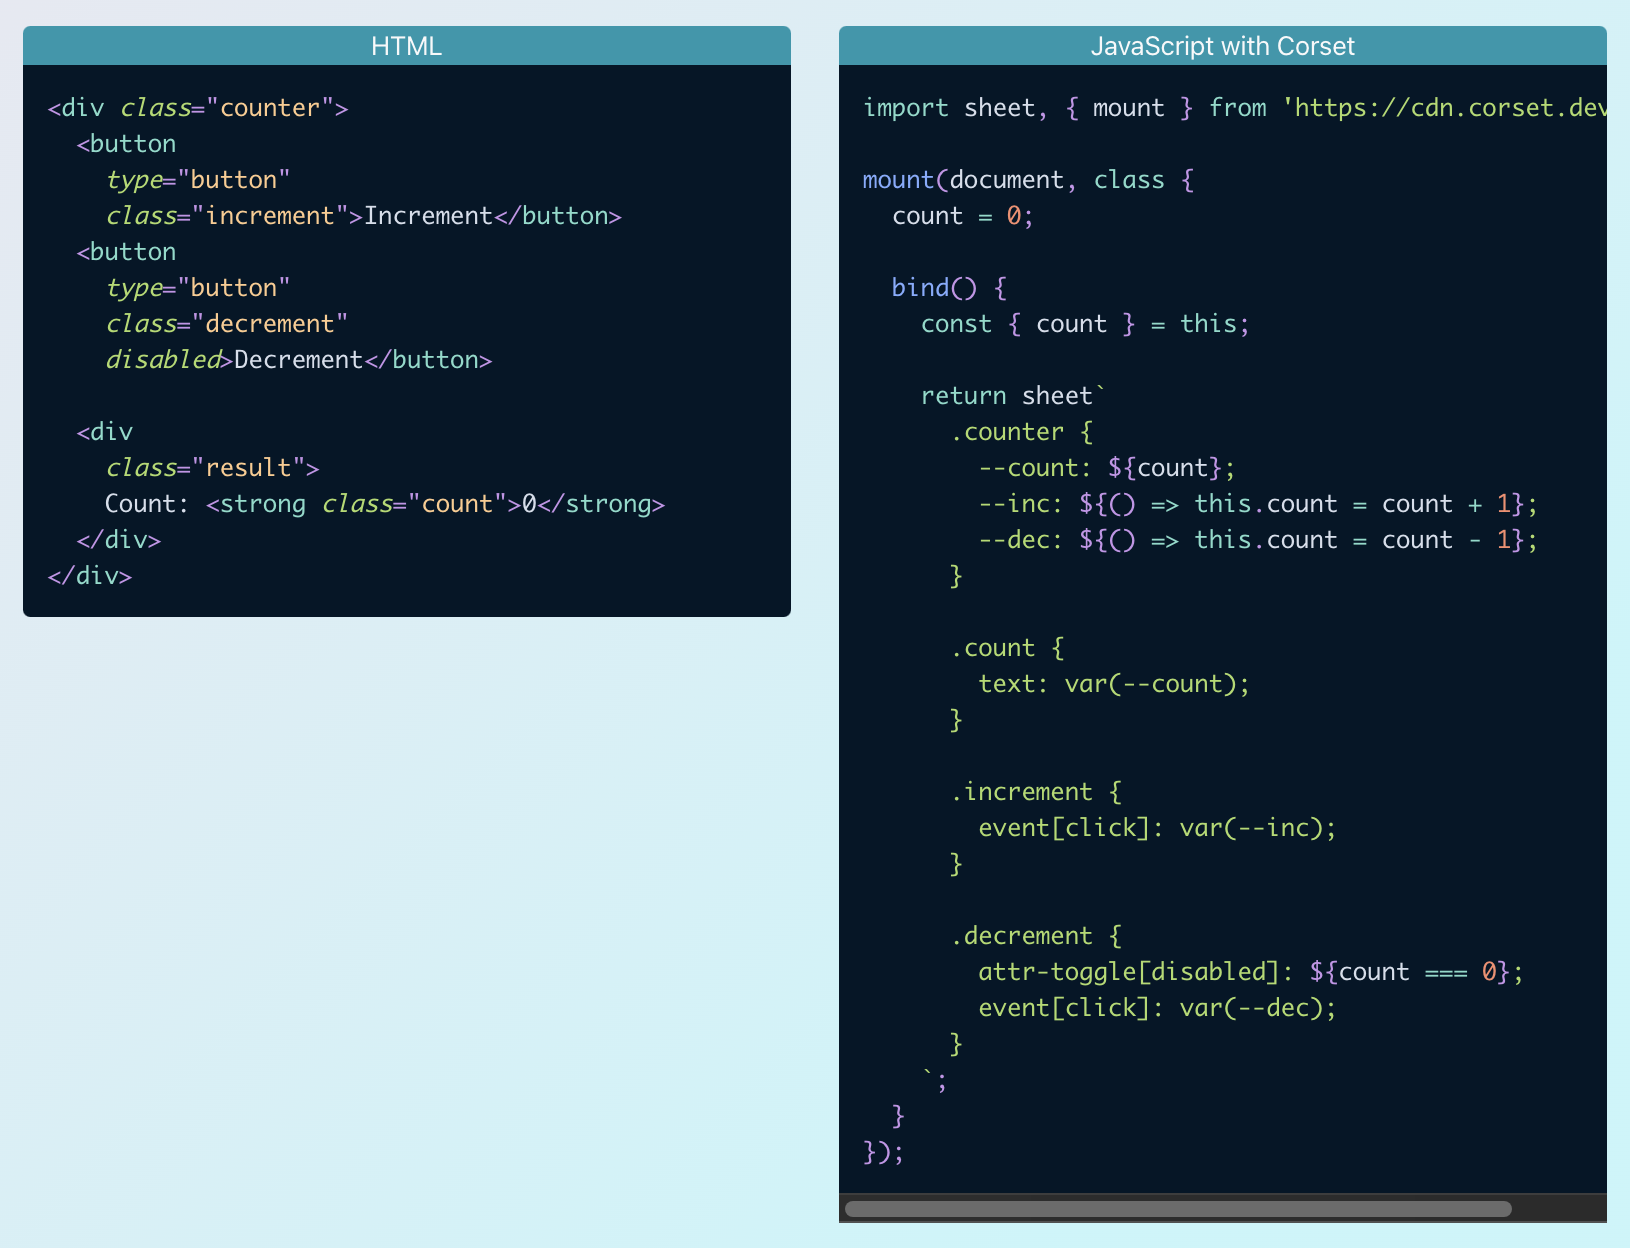 HTML
<div class="counter">
  <button
    type="button"
    class="increment">Increment</button>
  <button
    type="button"
    class="decrement"
    disabled>Decrement</button>

  <div
    class="result">
    Count: <strong class="count">0</strong>
  </div>
</div>
JavaScript with Corset
import sheet, { mount } from 'https://cdn.corset.dev

mount(document, class {
  count = 0;

  bind() {
    const { count } = this;

    return sheet`
      .counter {
        --count: ${count};
        --inc: ${() => this.count = count + 1};
        --dec: ${() => this.count = count - 1};
      }

      .count {
        text: var(--count);
      }

      .increment {
        event[click]: var(--inc);
      }

      .decrement {
        attr-toggle[disabled]: ${count === 0};
        event[click]: var(--dec);
      }
    `;
  }
});